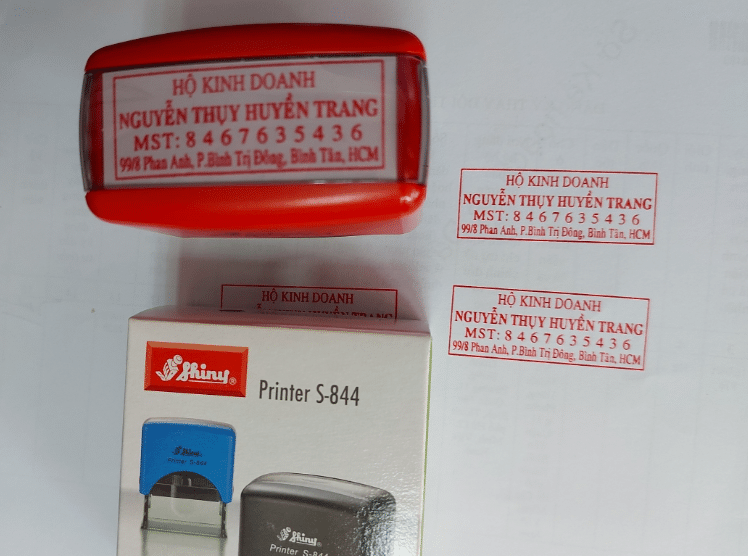 HỘ KINH DOANH
NGUYỄN THỤY HUYỀN TRANG
MST: 8 4 6 7 6 3 5 4 3 6
99/8 Phan Anh, P.Bình Trị Đông, Bình Tân, HCM
HỘ KINH DOANH
NGUYỄN THỤY HUYỀN TRANG
MST: 8 4 6 7 6 3 5 4 3 6
99/8 Phan Anh, P.Bình Trị Đông, Bình Tân, HCM
HỘ KINH DOANH
HỘ KINH DOANH
NGUYỄN THỤY HUYỀN TRANG
MST: 8 4 6 7 6 3 5 4 3 6
99/8 Phan Anh, P.Bình Trị Đông, Bình Tân, HCM
Shiny®
Printer S-844
Shiny
Printer S-844
Shiny®
Printer S-844